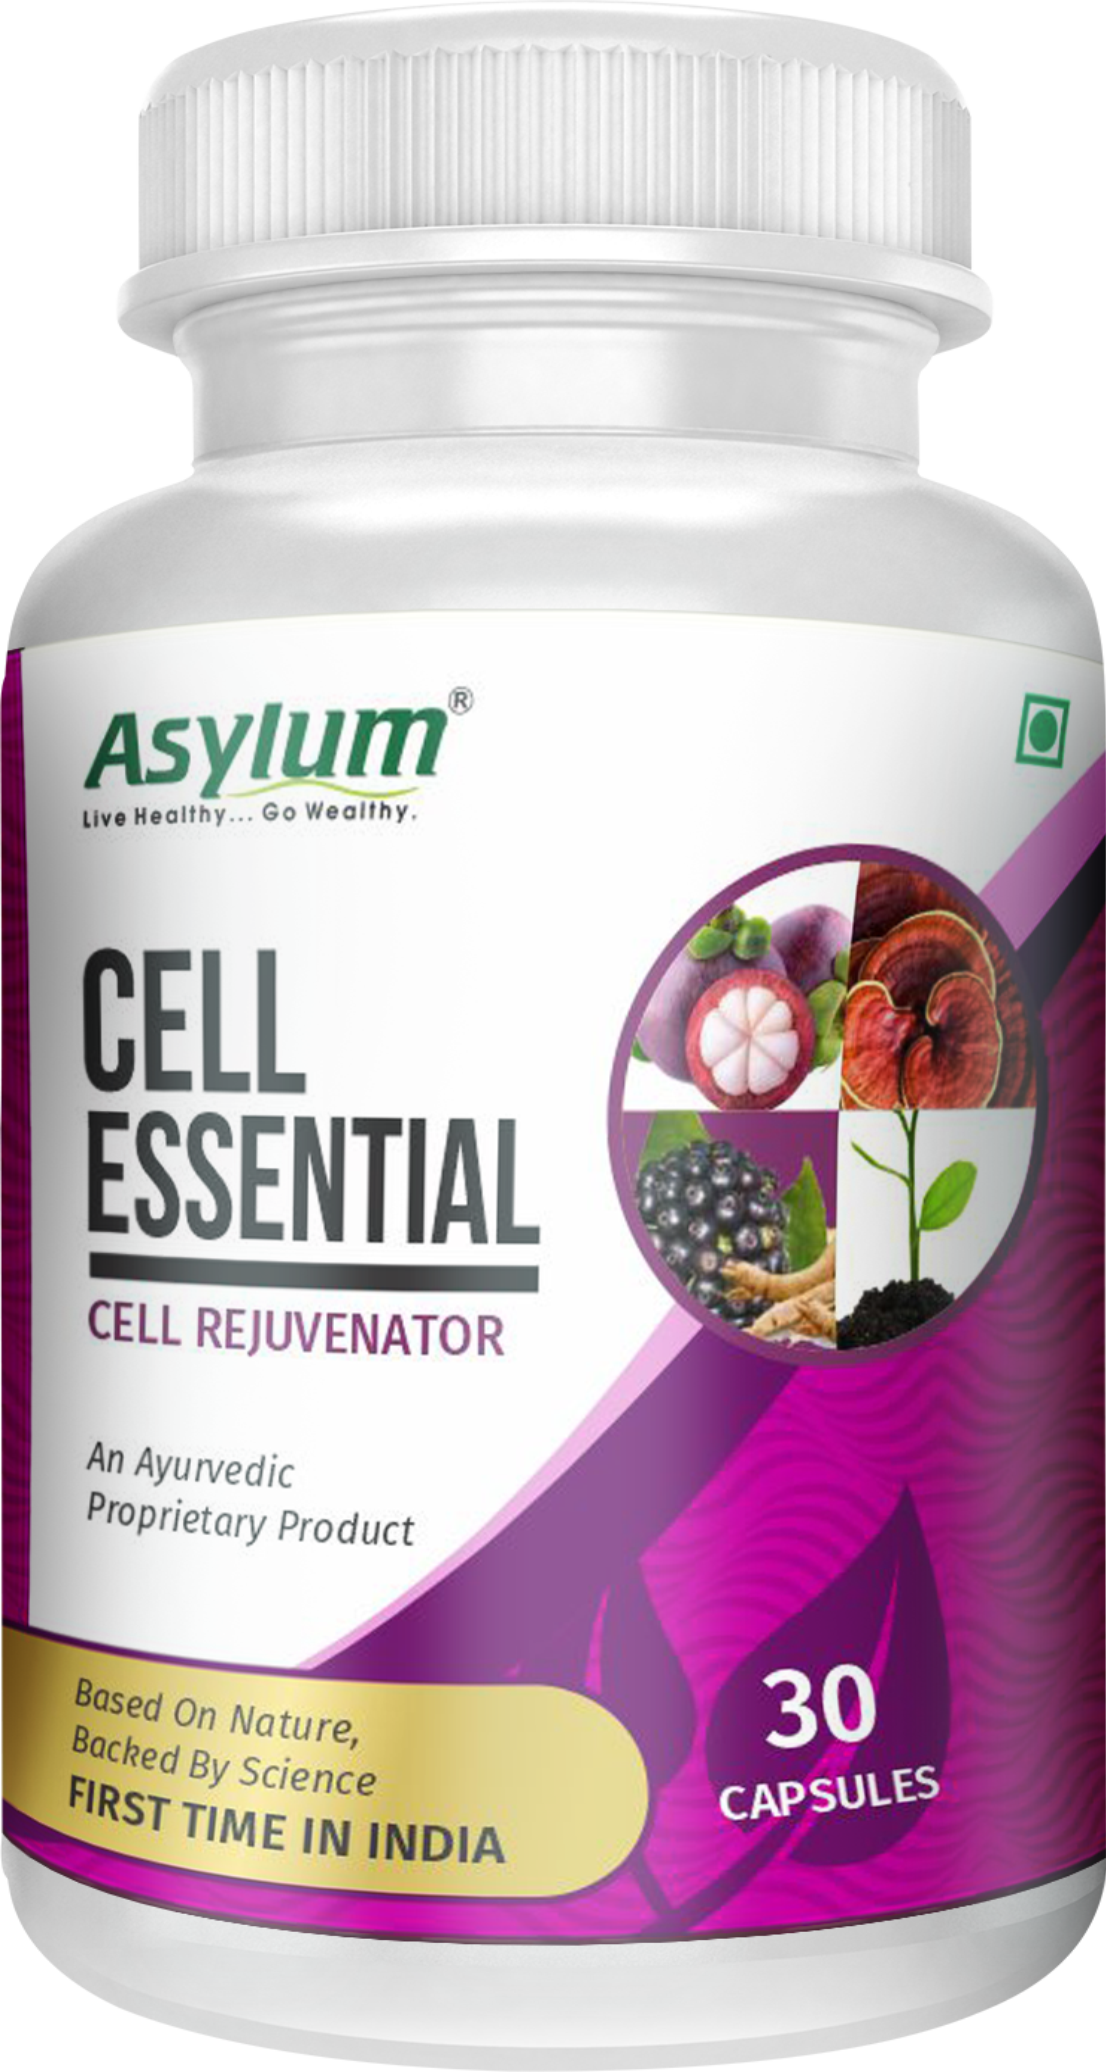 Asylum®
Live Healthy... Go Wealthy.
CELL
ESSENTIAL
CELL REJUVENATOR
An Ayurvedic
Proprietary Product
Based On Nature,
Backed By Science
FIRST TIME IN INDIA
30
CAPSULES